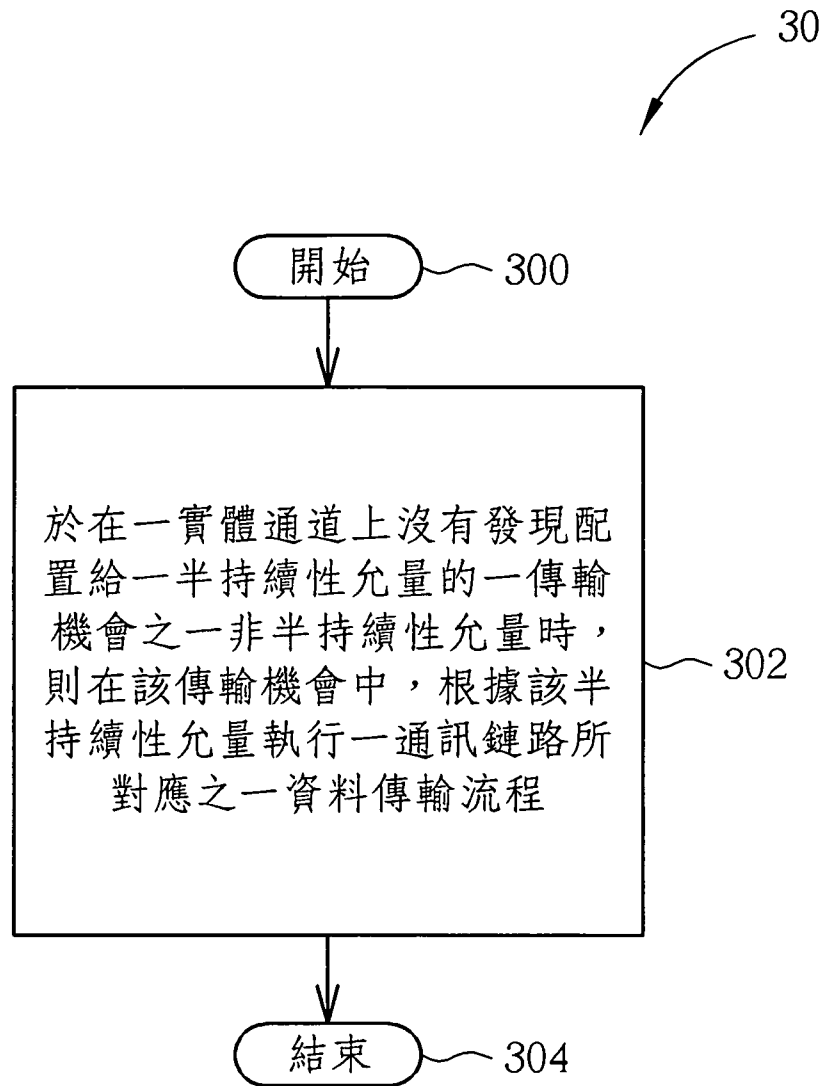 30
開始
300
於在一實體通道上沒有發現配
置給一半持續性允量的一傳輸
機會之一非半持續性允量時，
則在該傳輸機會中，根據該半
持續性允量執行一通訊鏈路所
對應之一資料傳輸流程
302
結束
304